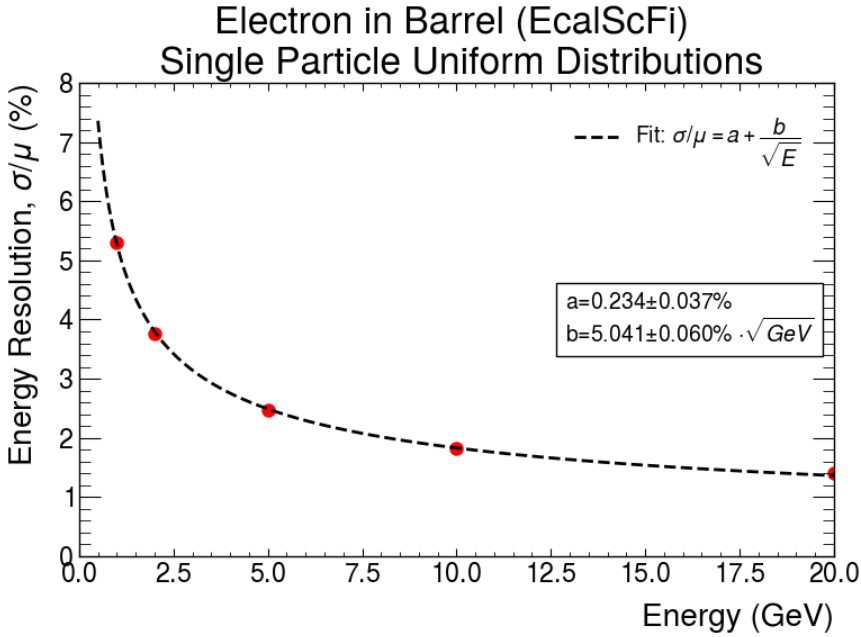 Electron in Barrel (EcalScFi)
Single Particle Uniform Distributions
Energy Resolution, σ/μ (%)
8
7
6
5
4
3
2
1
0
Fit: σ/μ = a + b/√E
a=0.234±0.037%
b=5.041±0.060% ·√GeV
0.0 2.5 5.0 7.5 10.0 12.5 15.0 17.5 20.0
Energy (GeV)